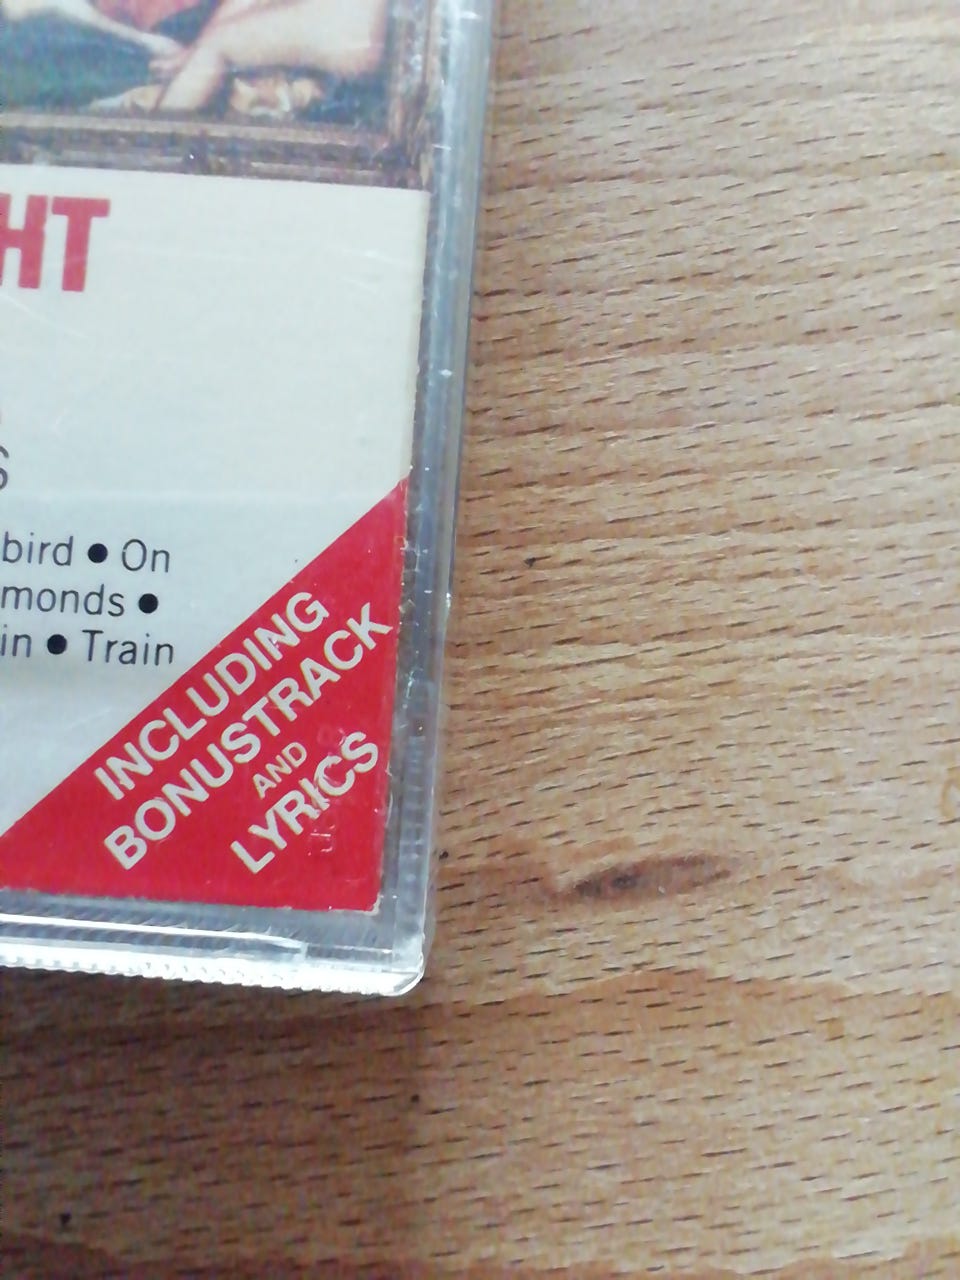 HT
S
bird ● On
monds ●
in ● Train
INCLUDING
BONUSTRACK
AND
LYRICS